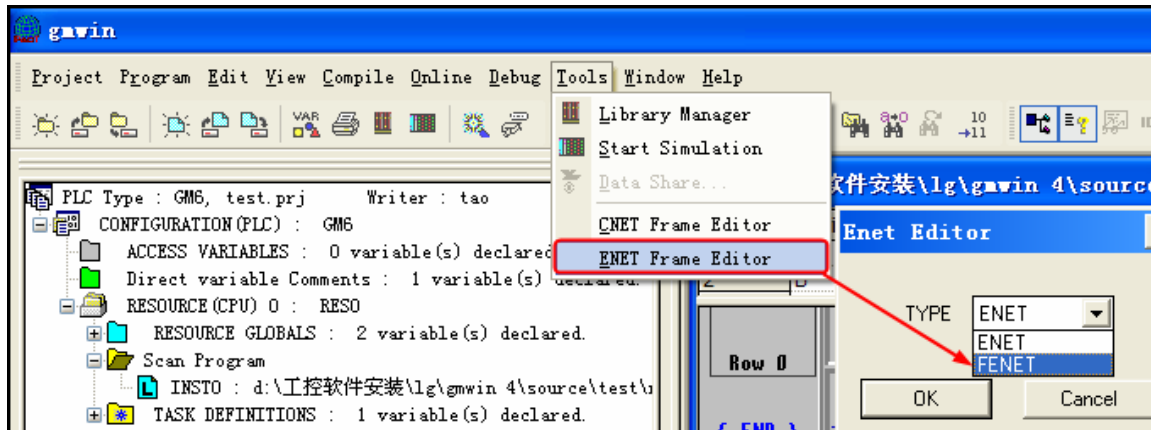 gmwin
Project Program Edit View Compile Online Debug Tools Window Help
VAR
10
→11
Library Manager
Start Simulation
Data Share...
CNET Frame Editor
ENET Frame Editor
PLC Type : GM6, test.prj Writer : tao
CONFIGURATION(PLC) : GM6
ACCESS VARIABLES : 0 variable(s) declared
Direct variable Comments : 1 variable(s) declared.
RESOURCE(CPU) 0 : RES0
RESOURCE GLOBALS : 2 variable(s) declared.
Scan Program
INST0 : d:\工控软件安装\lg\gmwin 4\source\test\
TASK DEFINITIONS : 1 variable(s) declared.
软件安装\lg\gmwin 4\source
Enet Editor
TYPE ENET
ENET
FENET
OK Cancel
Row 0
( END )